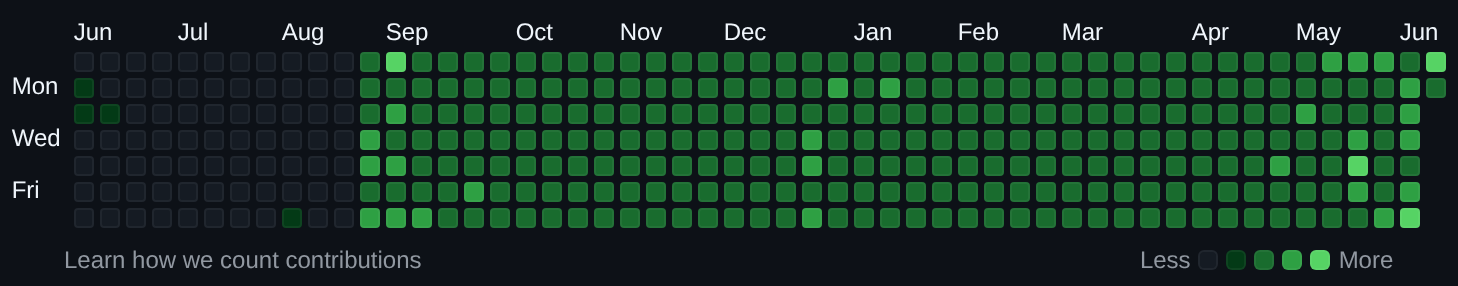 Jun Jul Aug Sep Oct Nov Dec Jan Feb Mar Apr May Jun
Mon
Wed
Fri
Learn how we count contributions
Less More